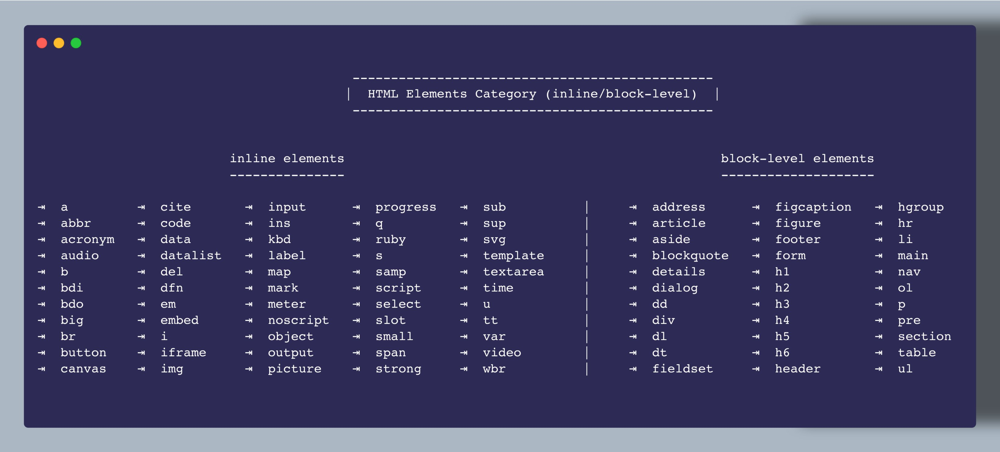 -----------------------------------------------
| HTML Elements Category (inline/block-level) |
-----------------------------------------------
inline elements block-level elements
--------------- --------------------
⇥ a ⇥ cite ⇥ input ⇥ progress ⇥ sub | ⇥ address ⇥ figcaption ⇥ hgroup
⇥ abbr ⇥ code ⇥ ins ⇥ q ⇥ sup | ⇥ article ⇥ figure ⇥ hr
⇥ acronym ⇥ data ⇥ kbd ⇥ ruby ⇥ svg | ⇥ aside ⇥ footer ⇥ li
⇥ audio ⇥ datalist ⇥ label ⇥ s ⇥ template | ⇥ blockquote ⇥ form ⇥ main
⇥ b ⇥ del ⇥ map ⇥ samp ⇥ textarea | ⇥ details ⇥ h1 ⇥ nav
⇥ bdi ⇥ dfn ⇥ mark ⇥ script ⇥ time | ⇥ dialog ⇥ h2 ⇥ ol
⇥ bdo ⇥ em ⇥ meter ⇥ select ⇥ u | ⇥ dd ⇥ h3 ⇥ p
⇥ big ⇥ embed ⇥ noscript ⇥ slot ⇥ tt | ⇥ div ⇥ h4 ⇥ pre
⇥ br ⇥ i ⇥ object ⇥ small ⇥ var | ⇥ dl ⇥ h5 ⇥ section
⇥ button ⇥ iframe ⇥ output ⇥ span ⇥ video | ⇥ dt ⇥ h6 ⇥ table
⇥ canvas ⇥ img ⇥ picture ⇥ strong ⇥ wbr | ⇥ fieldset ⇥ header ⇥ ul